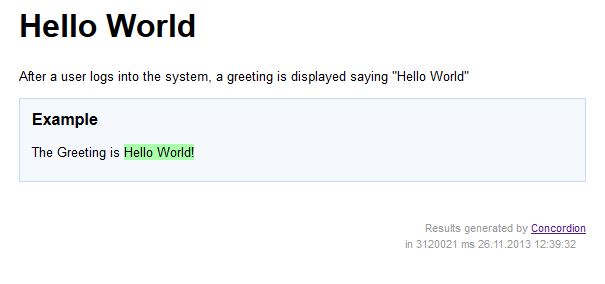 Hello World
After a user logs into the system, a greeting is displayed saying "Hello World"
Example
The Greeting is Hello World!
Results generated by Concordion
in 3120021 ms 26.11.2013 12:39:32